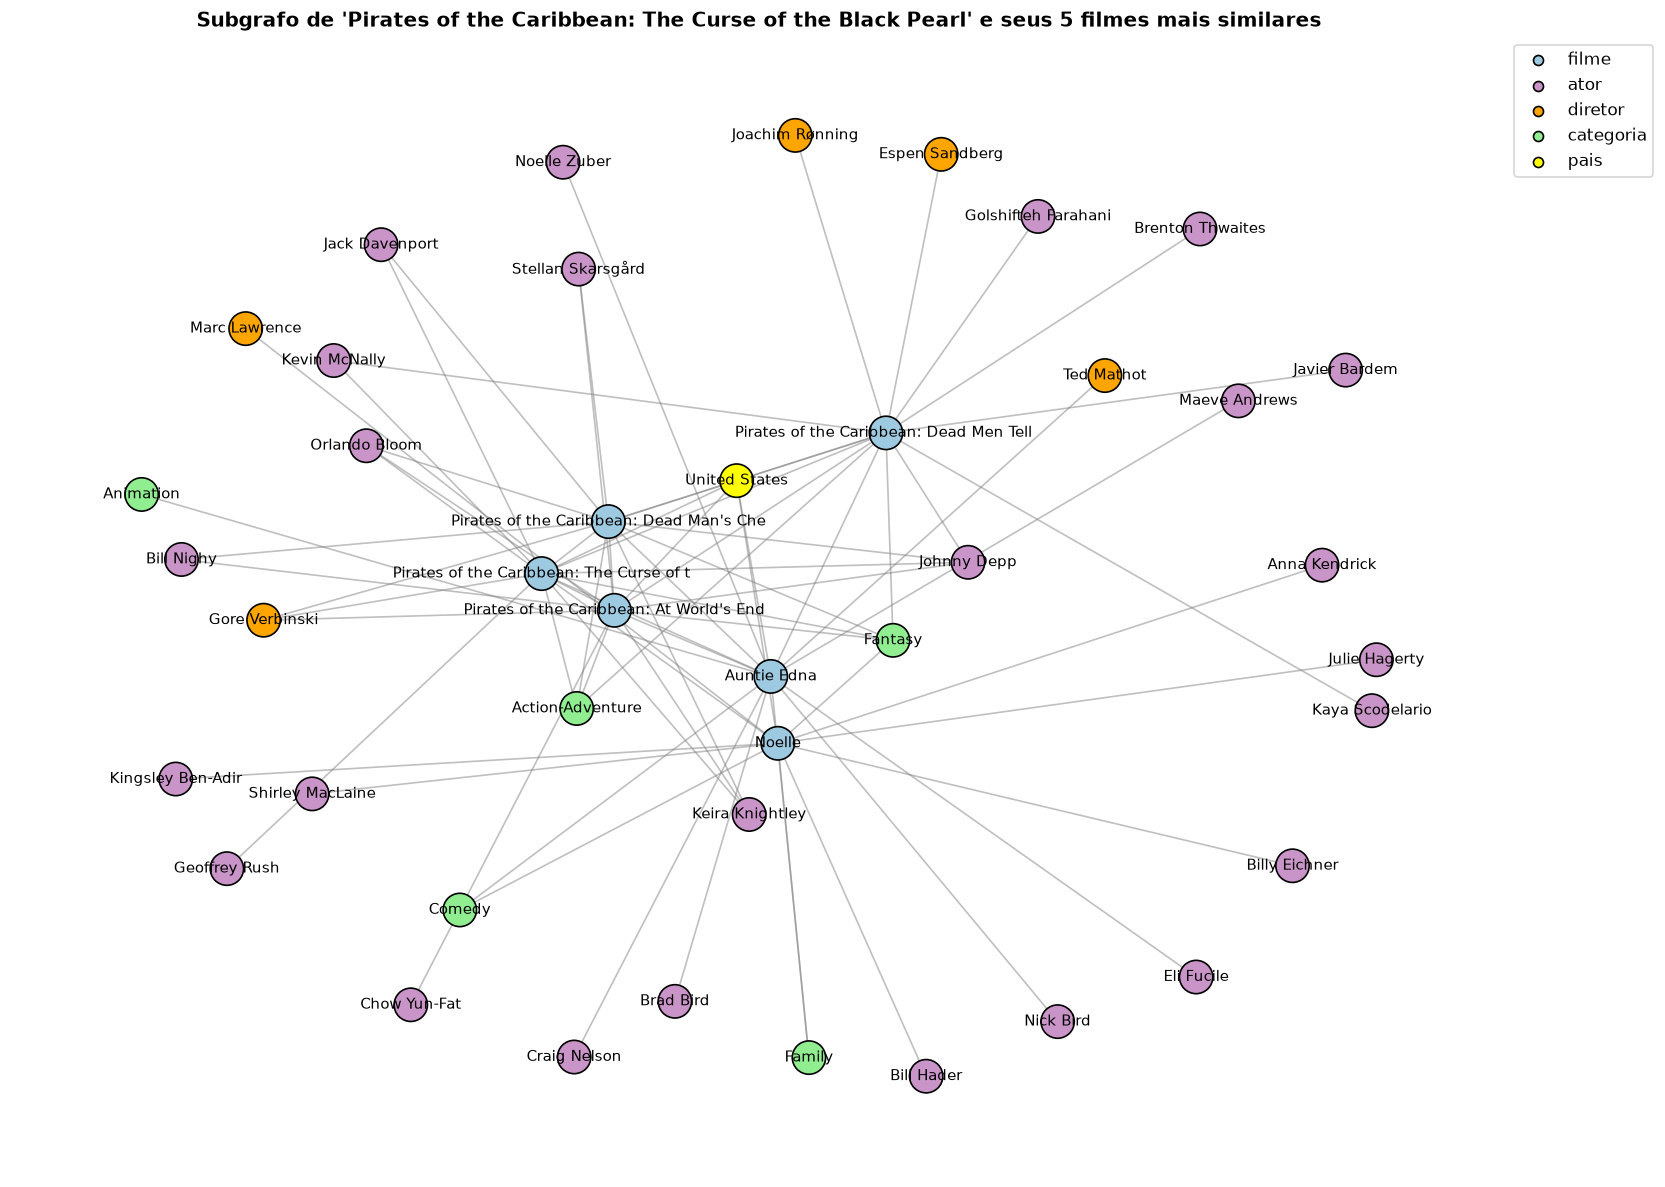 Subgrafo de 'Pirates of the Caribbean: The Curse of the Black Pearl' e seus 5 filmes mais similares
filme
ator
diretor
categoria
pais
Joachim Rønning
Espen Sandberg
Noelle Zuber
Golshifteh Farahani
Brenton Thwaites
Jack Davenport
Stellan Skarsgård
Marc Lawrence
Kevin McNally
Javier Bardem
Ted Mathot
Maeve Andrews
Pirates of the Caribbean: Dead Men Tell
Orlando Bloom
United States
Animation
Pirates of the Caribbean: Dead Man's Che
Bill Nighy
Johnny Depp
Anna Kendrick
Pirates of the Caribbean: The Curse of t
Pirates of the Caribbean: At World's End
Gore Verbinski
Fantasy
Julie Hagerty
Auntie Edna
Action-Adventure
Kaya Scodelario
Noelle
Kingsley Ben-Adir
Shirley MacLaine
Keira Knightley
Geoffrey Rush
Billy Eichner
Comedy
Eli Fucile
Chow Yun-Fat
Brad Bird
Nick Bird
Craig Nelson
Family
Bill Hader